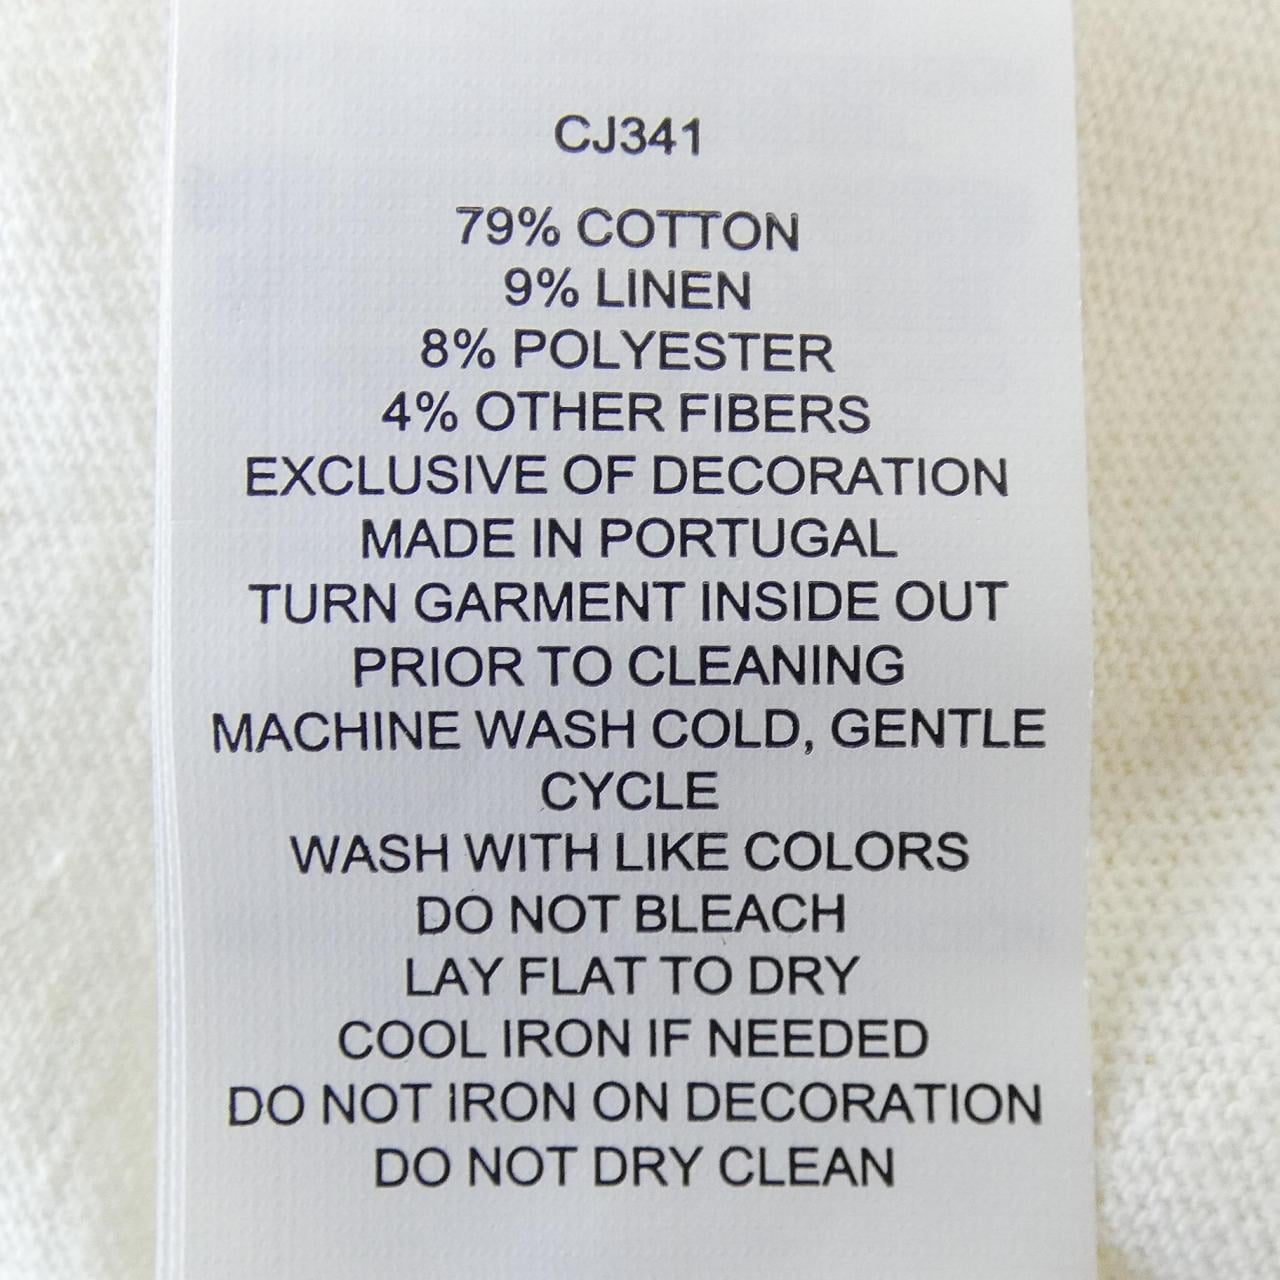 CJ341
79% COTTON
9% LINEN
8% POLYESTER
4% OTHER FIBERS
EXCLUSIVE OF DECORATION
MADE IN PORTUGAL
TURN GARMENT INSIDE OUT
PRIOR TO CLEANING
MACHINE WASH COLD, GENTLE
CYCLE
WASH WITH LIKE COLORS
DO NOT BLEACH
LAY FLAT TO DRY
COOL IRON IF NEEDED
DO NOT IRON ON DECORATION
DO NOT DRY CLEAN